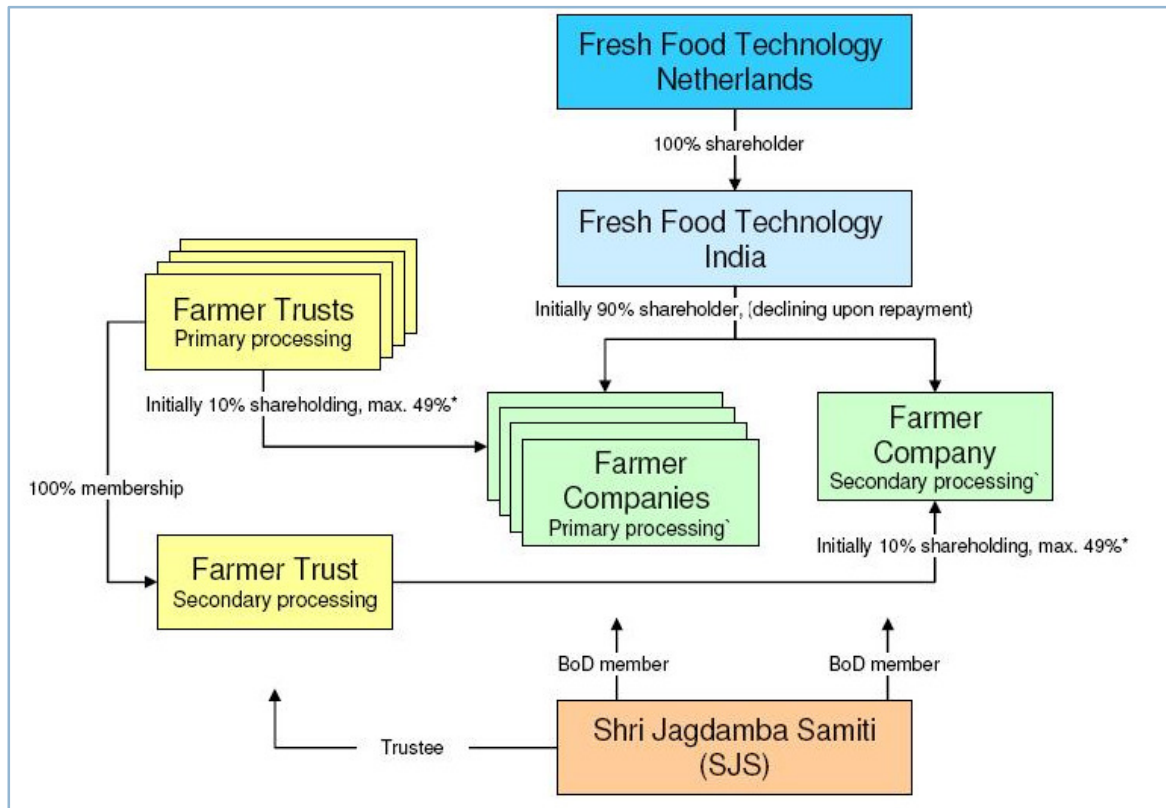 Fresh Food Technology
Netherlands
100% shareholder
Fresh Food Technology
India
Initially 90% shareholder, (declining upon repayment)
Farmer Trusts
Primary processing
Initially 10% shareholding, max. 49%*
Farmer
Companies
Primary processing`
Farmer
Company
Secondary processing`
100% membership
Initially 10% shareholding, max. 49%*
Farmer Trust
Secondary processing
BoD member
BoD member
Shri Jagdamba Samiti
(SJS)
Trustee